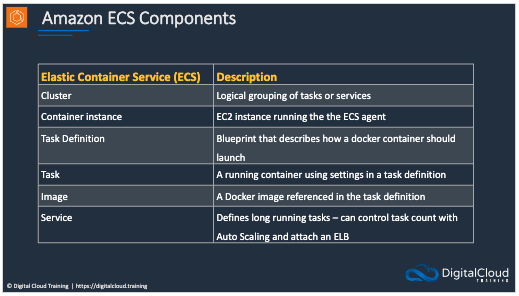 Amazon ECS Components
Elastic Container Service (ECS) Description
Cluster Logical grouping of tasks or services
Container instance EC2 instance running the the ECS agent
Task Definition Blueprint that describes how a docker container should
launch
Task A running container using settings in a task definition
Image A Docker image referenced in the task definition
Service Defines long running tasks – can control task count with
Auto Scaling and attach an ELB
© Digital Cloud Training | https://digitalcloud.training
DigitalCloud
TRAINING